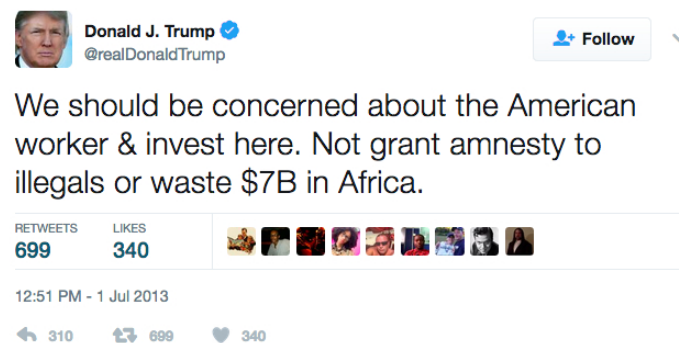 Donald J. Trump
@realDonaldTrump
Follow
We should be concerned about the American
worker & invest here. Not grant amnesty to
illegals or waste $7B in Africa.
RETWEETS LIKES
699 340
12:51 PM - 1 Jul 2013
310 699 340